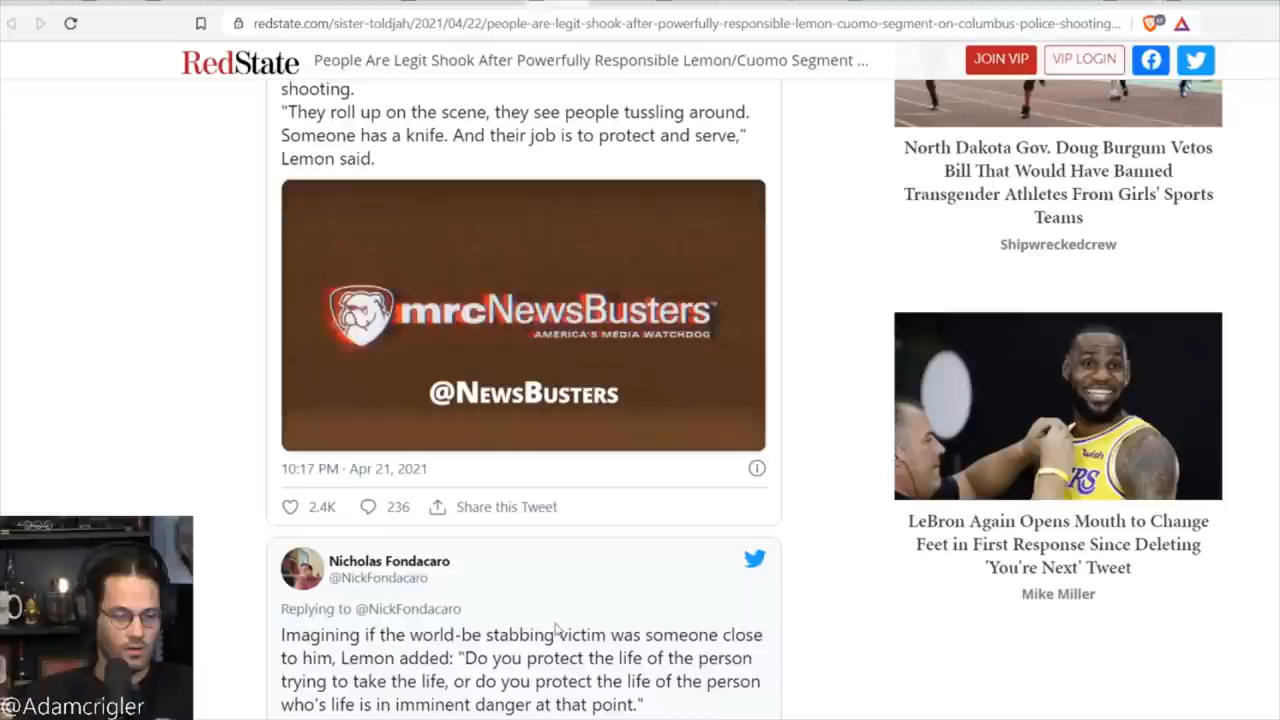 redstate.com/sister-toldjah/2021/04/22/people-are-legit-shook-after-powerfully-responsible-lemon-cuomo-segment-on-columbus-police-shooting...
RedState People Are Legit Shook After Powerfully Responsible Lemon/Cuomo Segment ... JOIN VIP VIP LOGIN
shooting.
"They roll up on the scene, they see people tussling around.
Someone has a knife. And their job is to protect and serve,"
Lemon said.
mrcNewsBusters
AMERICA'S MEDIA WATCHDOG
@NEWSBUSTERS
10:17 PM · Apr 21, 2021
2.4K 236 Share this Tweet
Nicholas Fondacaro
@NickFondacaro
Replying to @NickFondacaro
Imagining if the world-be stabbing victim was someone close
to him, Lemon added: "Do you protect the life of the person
trying to take the life, or do you protect the life of the person
who's life is in imminent danger at that point."
North Dakota Gov. Doug Burgum Vetos
Bill That Would Have Banned
Transgender Athletes From Girls' Sports
Teams
Shipwreckedcrew
wish
RS
LeBron Again Opens Mouth to Change
Feet in First Response Since Deleting
'You're Next' Tweet
Mike Miller
@Adamcrigler